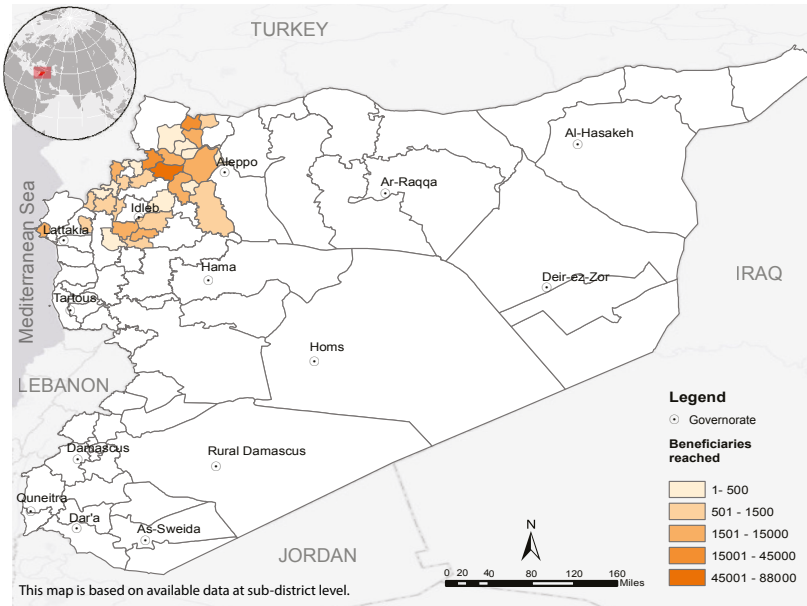 TURKEY
Al-Hasakeh
Aleppo
Ar-Raqqa
Idleb
Mediterranean Sea
Lattakia
Hama
Deir-ez-Zor
IRAQ
Tartous
Homs
LEBANON
Legend
Governorate
Beneficiaries
reached
Damascus
Rural Damascus
1- 500
Quneitra
501 - 1500
Dar'a
As-Sweida
1501 - 15000
N
15001 - 45000
JORDAN
45001 - 88000
0 20 40 80 120 160
Miles
This map is based on available data at sub-district level.